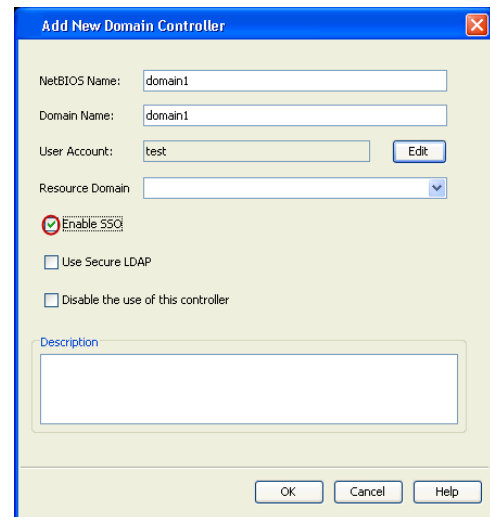 Add New Domain Controller
NetBIOS Name: domain1
Domain Name: domain1
User Account: test Edit
Resource Domain
Enable SSO
Use Secure LDAP
Disable the use of this controller
Description
OK Cancel Help